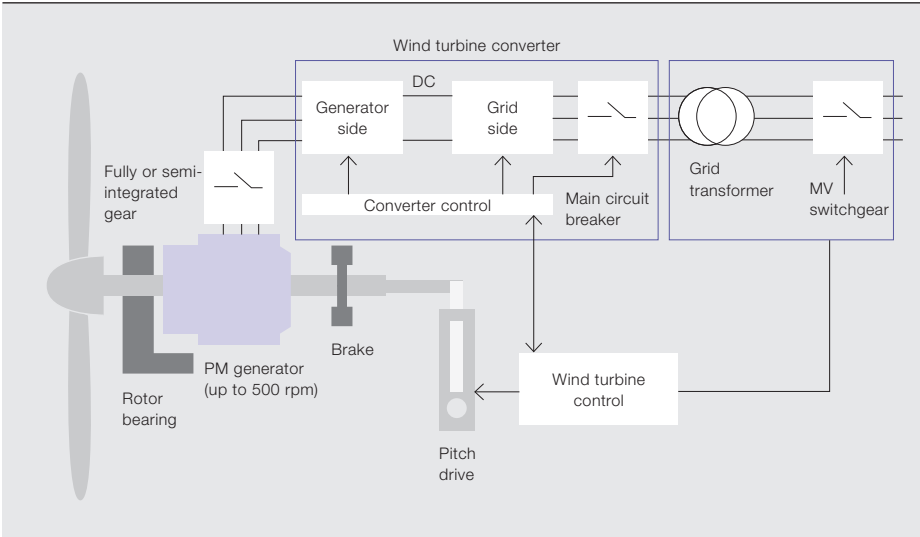 Wind turbine converter
DC
Generator
side
Grid
side
Fully or semi-
integrated
gear
Converter control
Main circuit
breaker
Grid
transformer
MV
switchgear
Brake
PM generator
(up to 500 rpm)
Rotor
bearing
Wind turbine
control
Pitch
drive